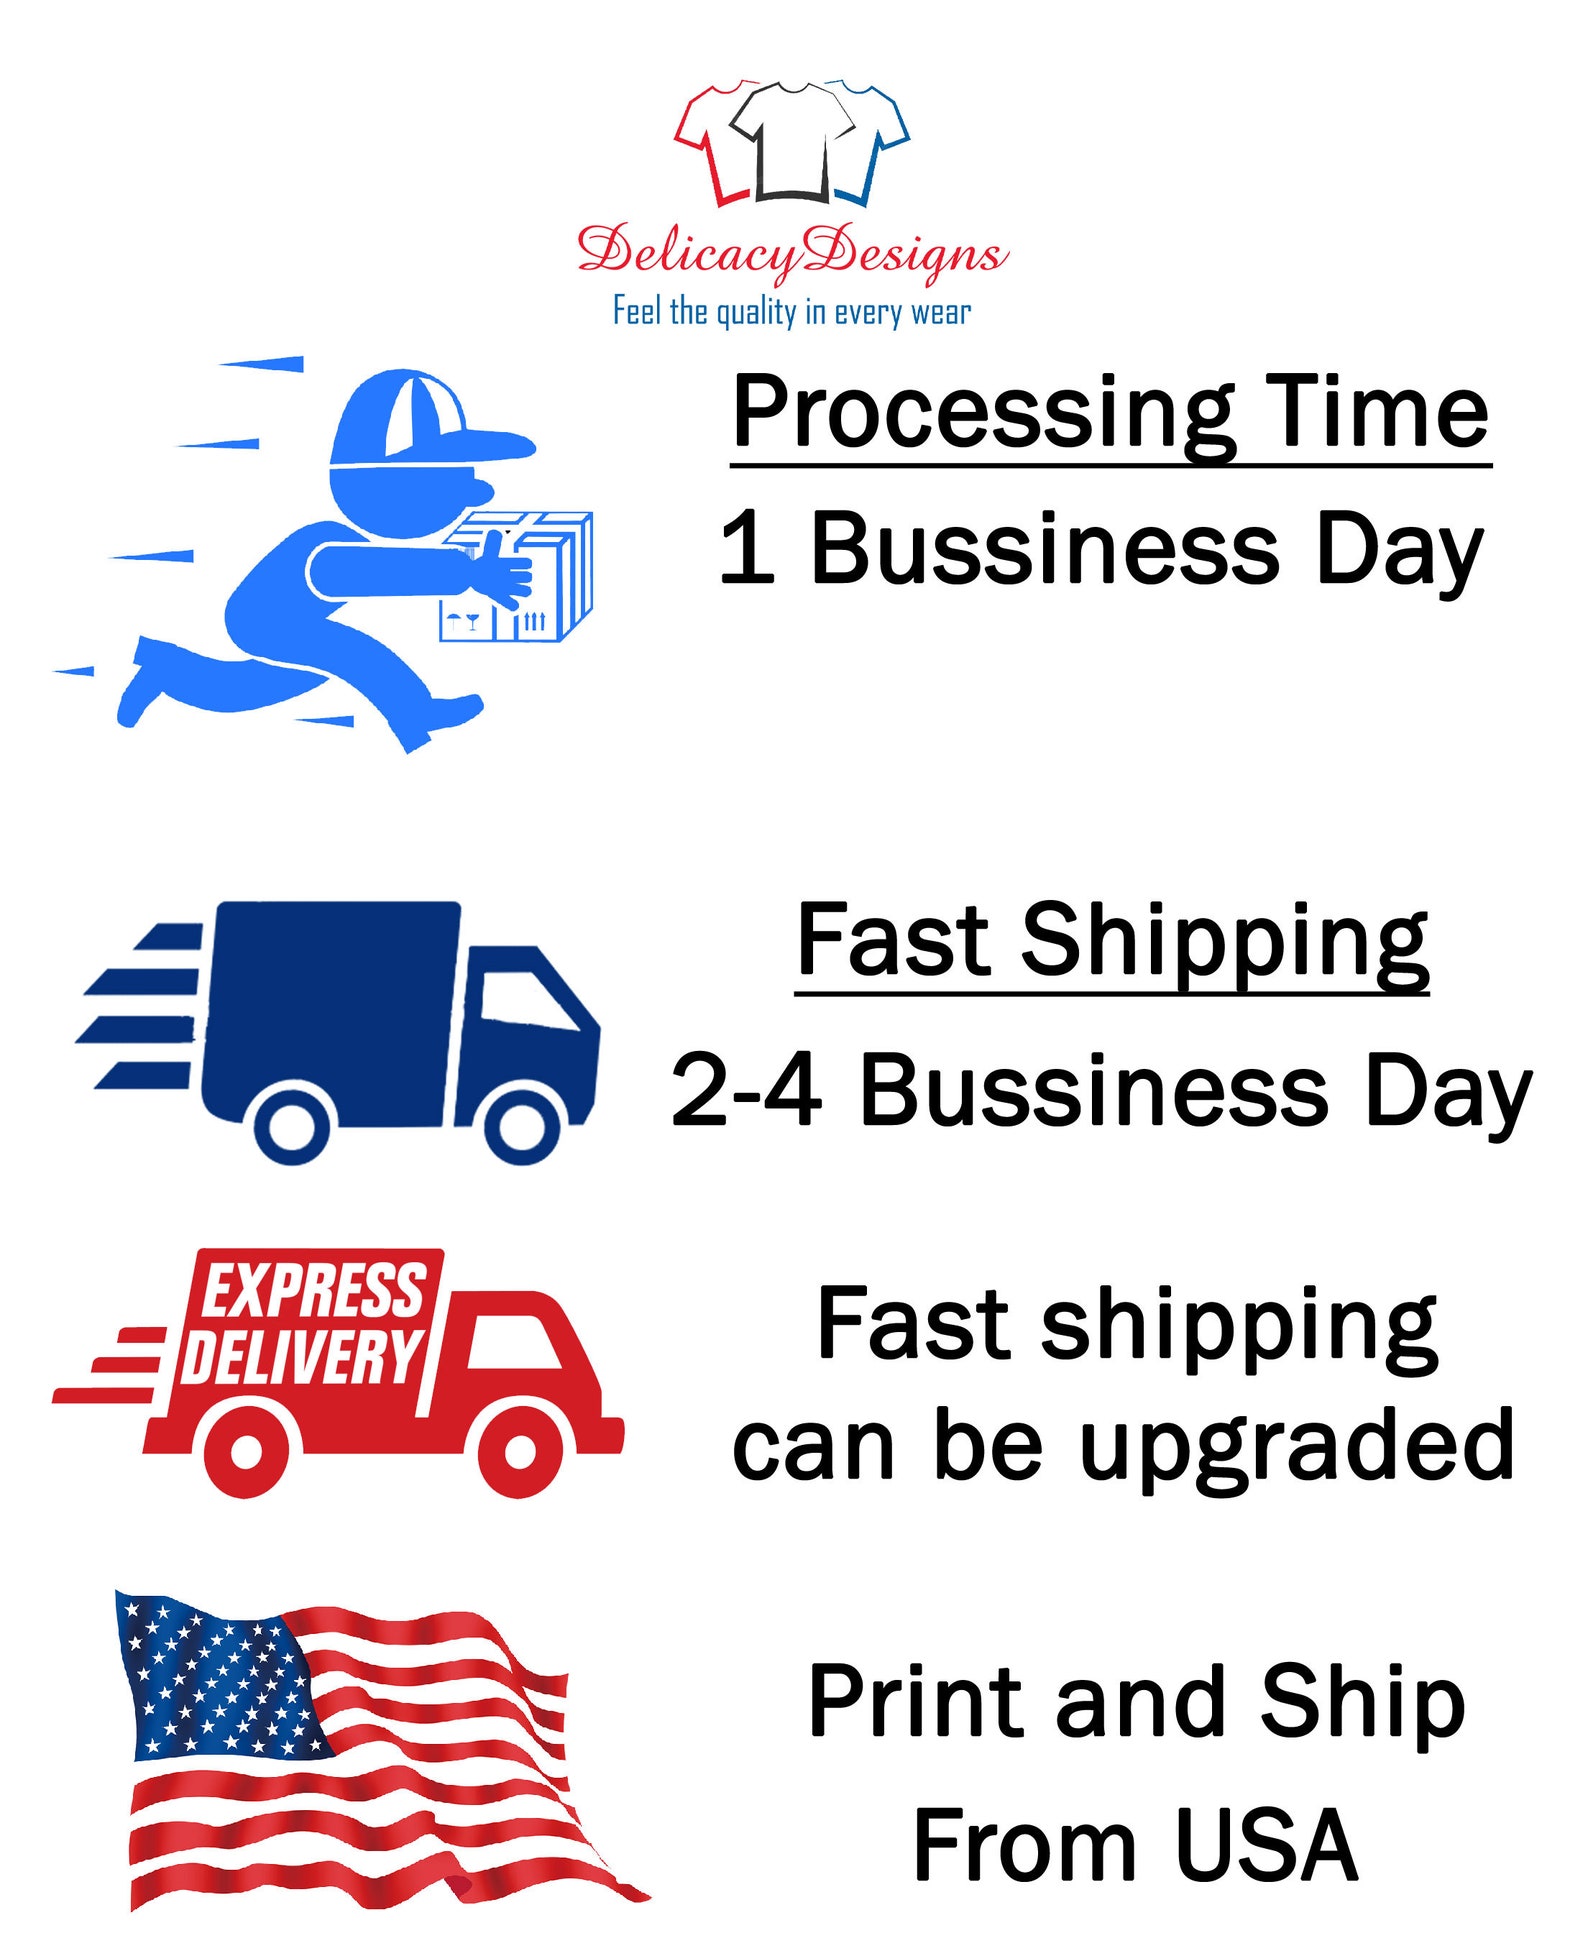 DelicacyDesigns
Feel the quality in every wear
Processing Time
1 Bussiness Day
Fast Shipping
2-4 Bussiness Day
EXPRESS
DELIVERY
Fast shipping
can be upgraded
Print and Ship
From USA